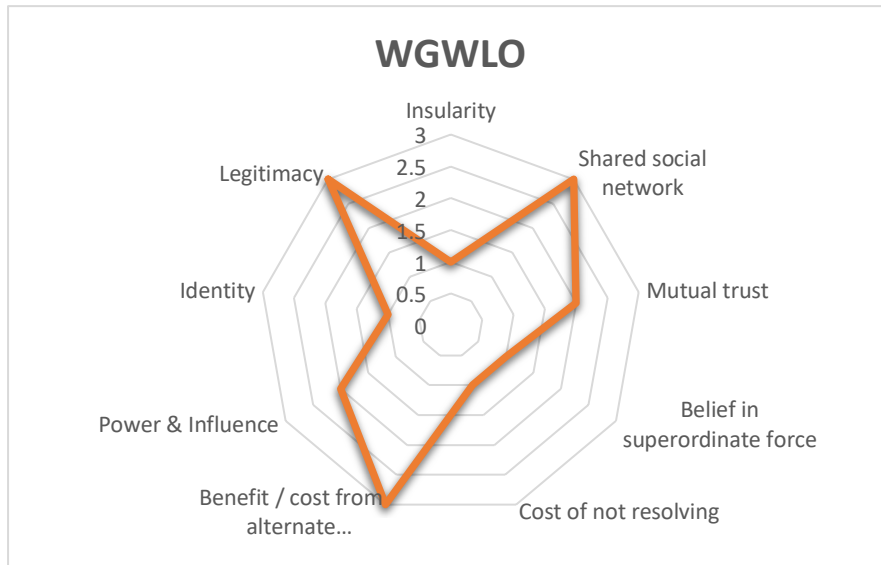 WGWLO
Insularity
3
2.5
2
1.5
1
0.5
0
Shared social
network
Mutual trust
Belief in
superordinate force
Cost of not resolving
Benefit / cost from
alternate...
Power & Influence
Identity
Legitimacy